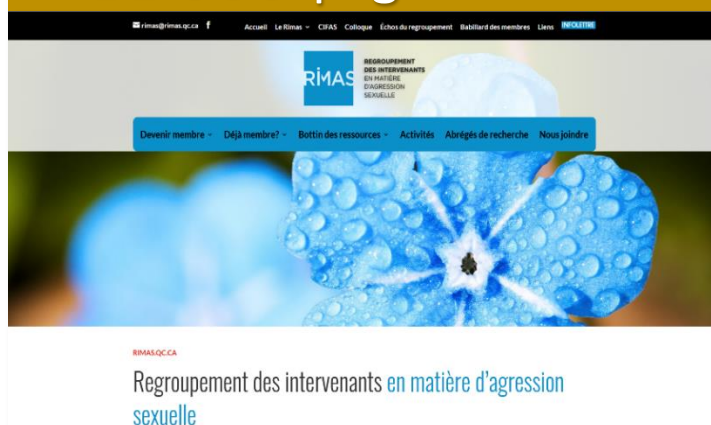 rimas@rimas.qc.ca f Accueil Le Rimas CIFAS Colloque Échos du regroupement Babillard des membres Liens INFOLETTRE
RIMAS
REGROUPEMENT
DES INTERVENANTS
EN MATIÈRE
D'AGRESSION
SEXUELLE
Devenir membre Déjà membre? Bottin des ressources Activités Abrégés de recherche Nous joindre
RIMAS.QC.CA
Regroupement des intervenants en matière d'agression
sexuelle